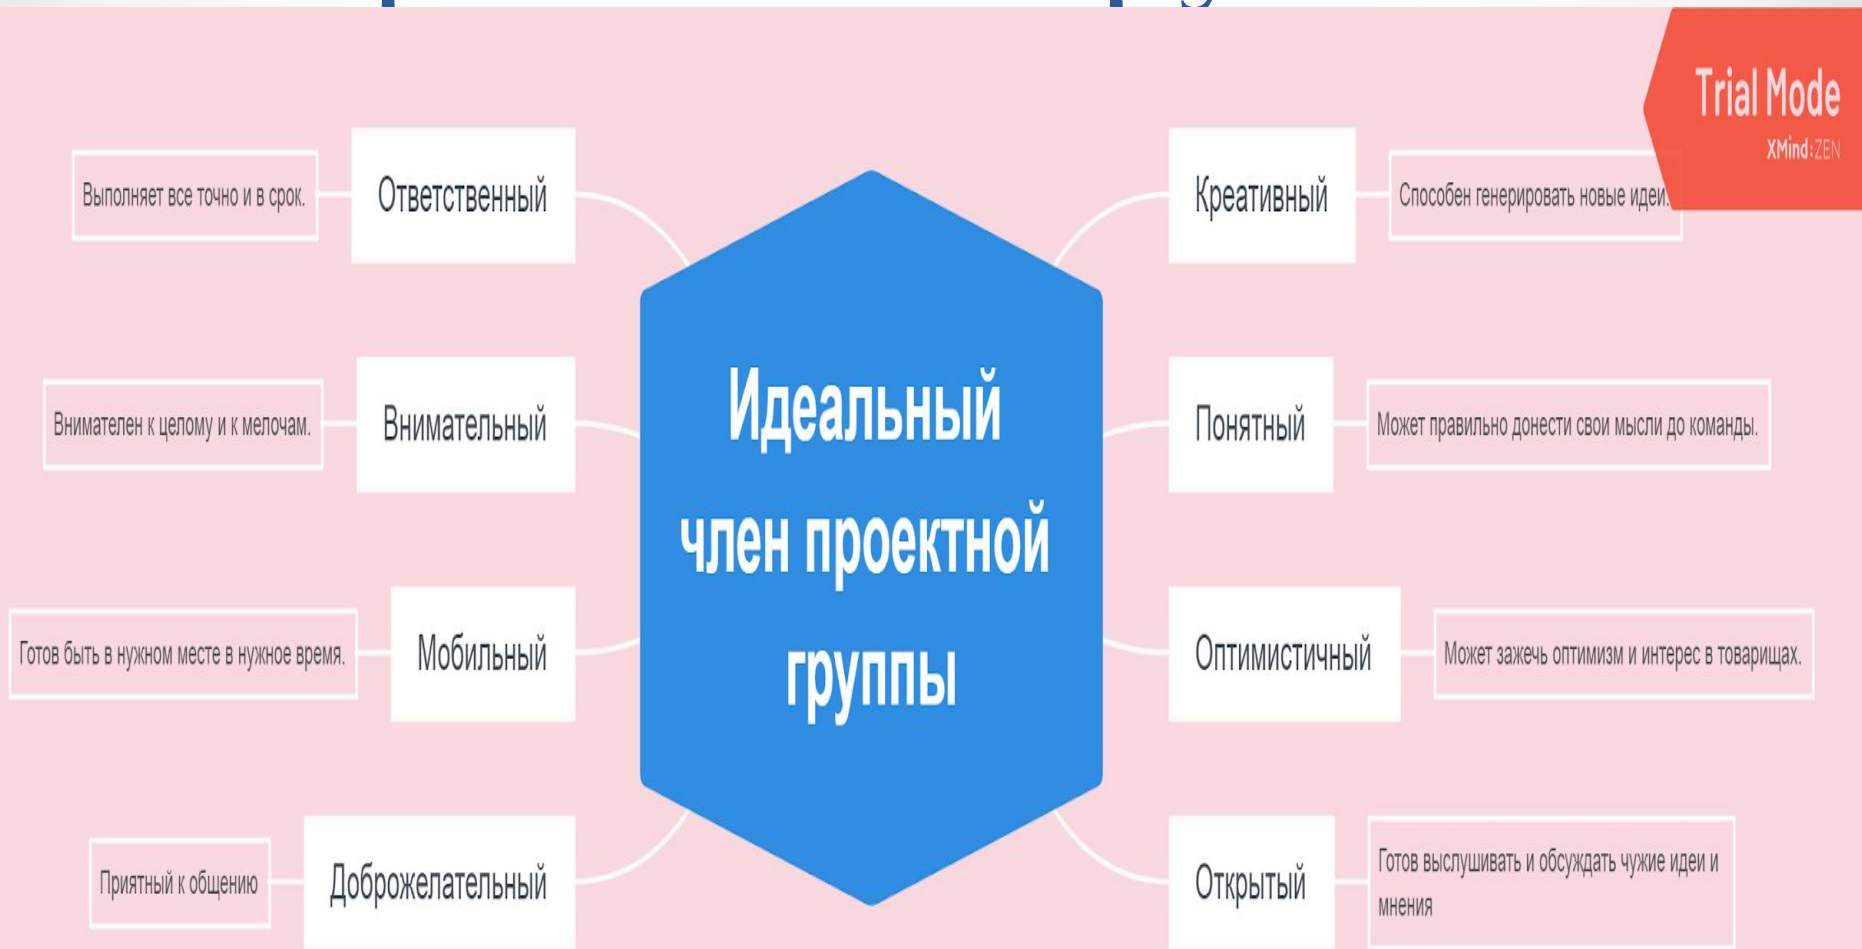 Trial Mode
XMind:ZEN
Ответственный
Выполняет все точно и в срок.
Внимательный
Внимателен к целому и к мелочам.
Мобильный
Готов быть в нужном месте в нужное время.
Доброжелательный
Приятный к общению
Идеальный
член проектной
группы
Креативный
Способен генерировать новые идеи.
Понятный
Может правильно донести свои мысли до команды.
Оптимистичный
Может зажечь оптимизм и интерес в товарищах.
Открытый
Готов выслушивать и обсуждать чужие идеи и
мнения